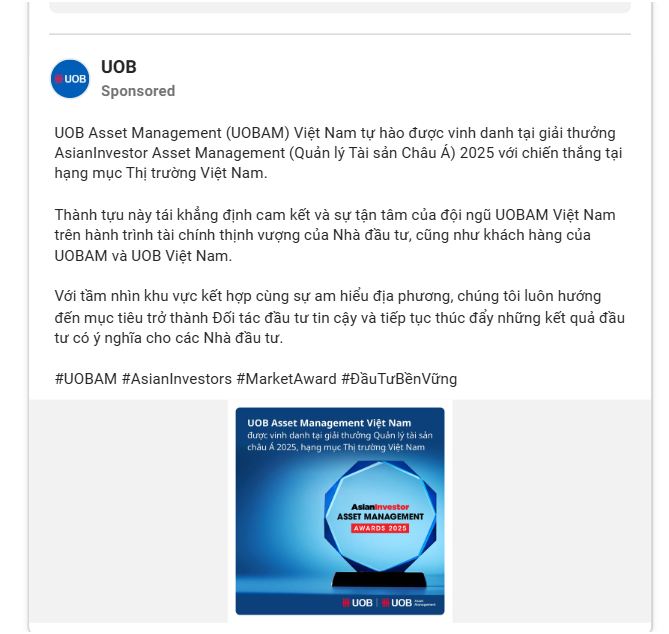 UOB
UOB
Sponsored
UOB Asset Management (UOBAM) Việt Nam tự hào được vinh danh tại giải thưởng
AsianInvestor Asset Management (Quản lý Tài sản Châu Á) 2025 với chiến thắng tại
hạng mục Thị trường Việt Nam.
Thành tựu này tái khẳng định cam kết và sự tận tâm của đội ngũ UOBAM Việt Nam
trên hành trình tài chính thịnh vượng của Nhà đầu tư, cũng như khách hàng của
UOBAM và UOB Việt Nam.
Với tầm nhìn khu vực kết hợp cùng sự am hiểu địa phương, chúng tôi luôn hướng
đến mục tiêu trở thành Đối tác đầu tư tin cậy và tiếp tục thúc đẩy những kết quả đầu
tư có ý nghĩa cho các Nhà đầu tư.
#UOBAM #AsianInvestors #MarketAward #ĐầuTưBềnVững
UOB Asset Management Việt Nam
được vinh danh tại giải thưởng Quản lý tài sản
châu Á 2025, hạng mục Thị trường Việt Nam
AsianInvestor
ASSET MANAGEMENT
AWARDS 2025
UOB | UOB Asset Management